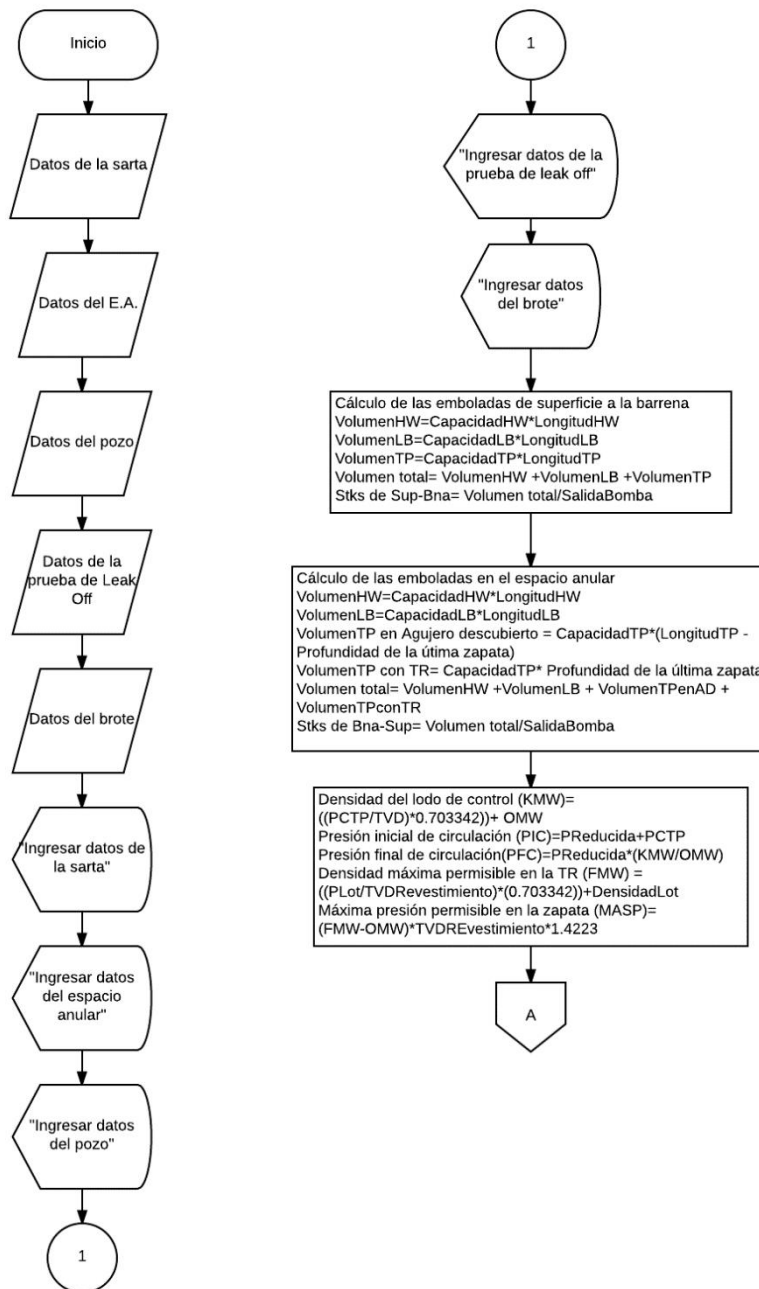 Inicio
Datos de la sarta
Datos del E.A.
Datos del pozo
Datos de la
prueba de Leak
Off
Datos del brote
"Ingresar datos de
la sarta"
"Ingresar datos
del espacio
anular"
"Ingresar datos
del pozo"
1
1
"Ingresar datos de la
prueba de leak off"
"Ingresar datos
del brote"
Cálculo de las emboladas de superficie a la barrena
VolumenHW=CapacidadHW*LongitudHW
VolumenLB=CapacidadLB*LongitudLB
VolumenTP=CapacidadTP*LongitudTP
Volumen total= VolumenHW +VolumenLB +VolumenTP
Stks de Sup-Bna= Volumen total/SalidaBomba
Cálculo de las emboladas en el espacio anular
VolumenHW=CapacidadHW*LongitudHW
VolumenLB=CapacidadLB*LongitudLB
VolumenTP en Agujero descubierto = CapacidadTP*(LongitudTP -
Profundidad de la útima zapata)
VolumenTP con TR= CapacidadTP* Profundidad de la última zapata
Volumen total= VolumenHW +VolumenLB + VolumenTPenAD +
VolumenTPconTR
Stks de Bna-Sup= Volumen total/SalidaBomba
Densidad del lodo de control (KMW)=
((PCTP/TVD)*0.703342))+ OMW
Presión inicial de circulación (PIC)=PReducida+PCTP
Presión final de circulación(PFC)=PReducida*(KMW/OMW)
Densidad máxima permisible en la TR (FMW) =
((PLot/TVDRevestimiento)*(0.703342))+DensidadLot
Máxima presión permisible en la zapata (MASP)=
(FMW-OMW)*TVDREvestimiento*1.4223
A